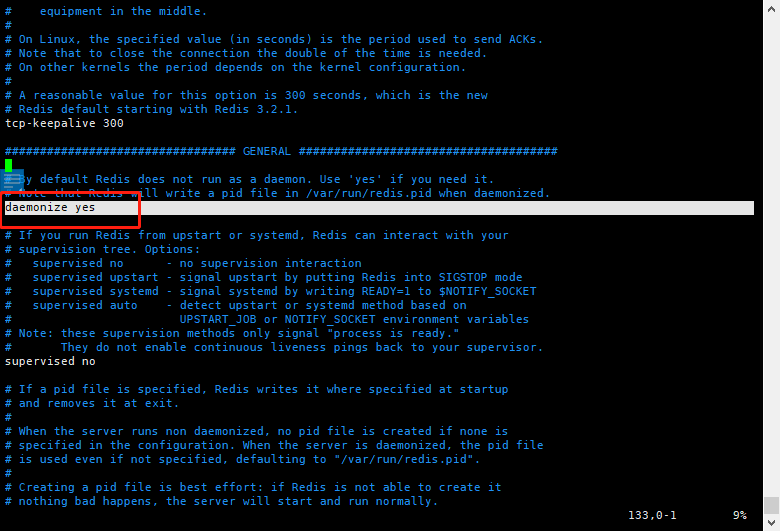 #    equipment in the middle.
#
# On Linux, the specified value (in seconds) is the period used to send ACKs.
# Note that to close the connection the double of the time is needed.
# On other kernels the period depends on the kernel configuration.
#
# A reasonable value for this option is 300 seconds, which is the new
# Redis default starting with Redis 3.2.1.
tcp-keepalive 300
################################# GENERAL #####################################
By default Redis does not run as a daemon. Use 'yes' if you need it.
# Note that Redis will write a pid file in /var/run/redis.pid when daemonized.
daemonize yes
# If you run Redis from upstart or systemd, Redis can interact with your
# supervision tree. Options:
#   supervised no      - no supervision interaction
#   supervised upstart - signal upstart by putting Redis into SIGSTOP mode
#   supervised systemd - signal systemd by writing READY=1 to $NOTIFY_SOCKET
#   supervised auto    - detect upstart or systemd method based on
#                        UPSTART_JOB or NOTIFY_SOCKET environment variables
# Note: these supervision methods only signal "process is ready."
#       They do not enable continuous liveness pings back to your supervisor.
supervised no
# If a pid file is specified, Redis writes it where specified at startup
# and removes it at exit.
#
# When the server runs non daemonized, no pid file is created if none is
# specified in the configuration. When the server is daemonized, the pid file
# is used even if not specified, defaulting to "/var/run/redis.pid".
#
# Creating a pid file is best effort: if Redis is not able to create it
# nothing bad happens, the server will start and run normally.
133,0-1        9%